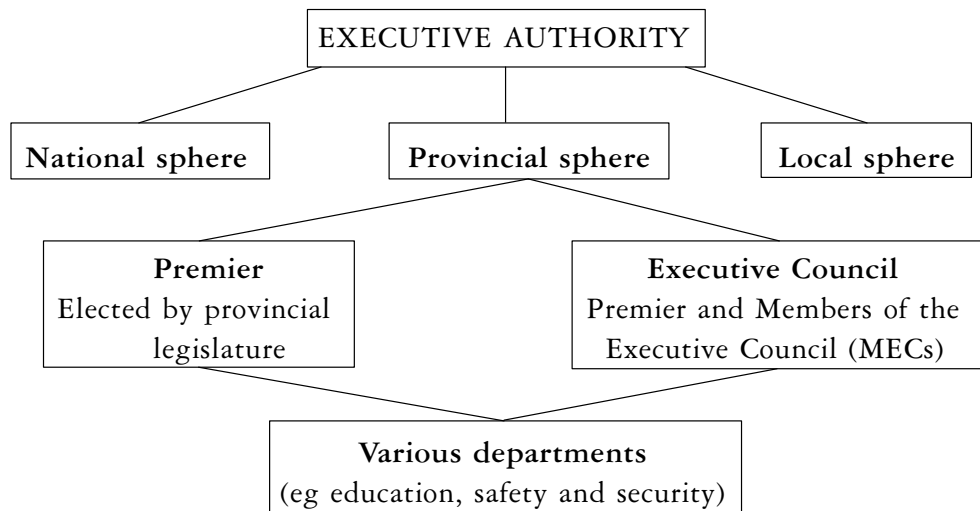 EXECUTIVE AUTHORITY
National sphere
Provincial sphere
Local sphere
Premier
Elected by provincial
legislature
Executive Council
Premier and Members of the
Executive Council (MECs)
Various departments
(eg education, safety and security)